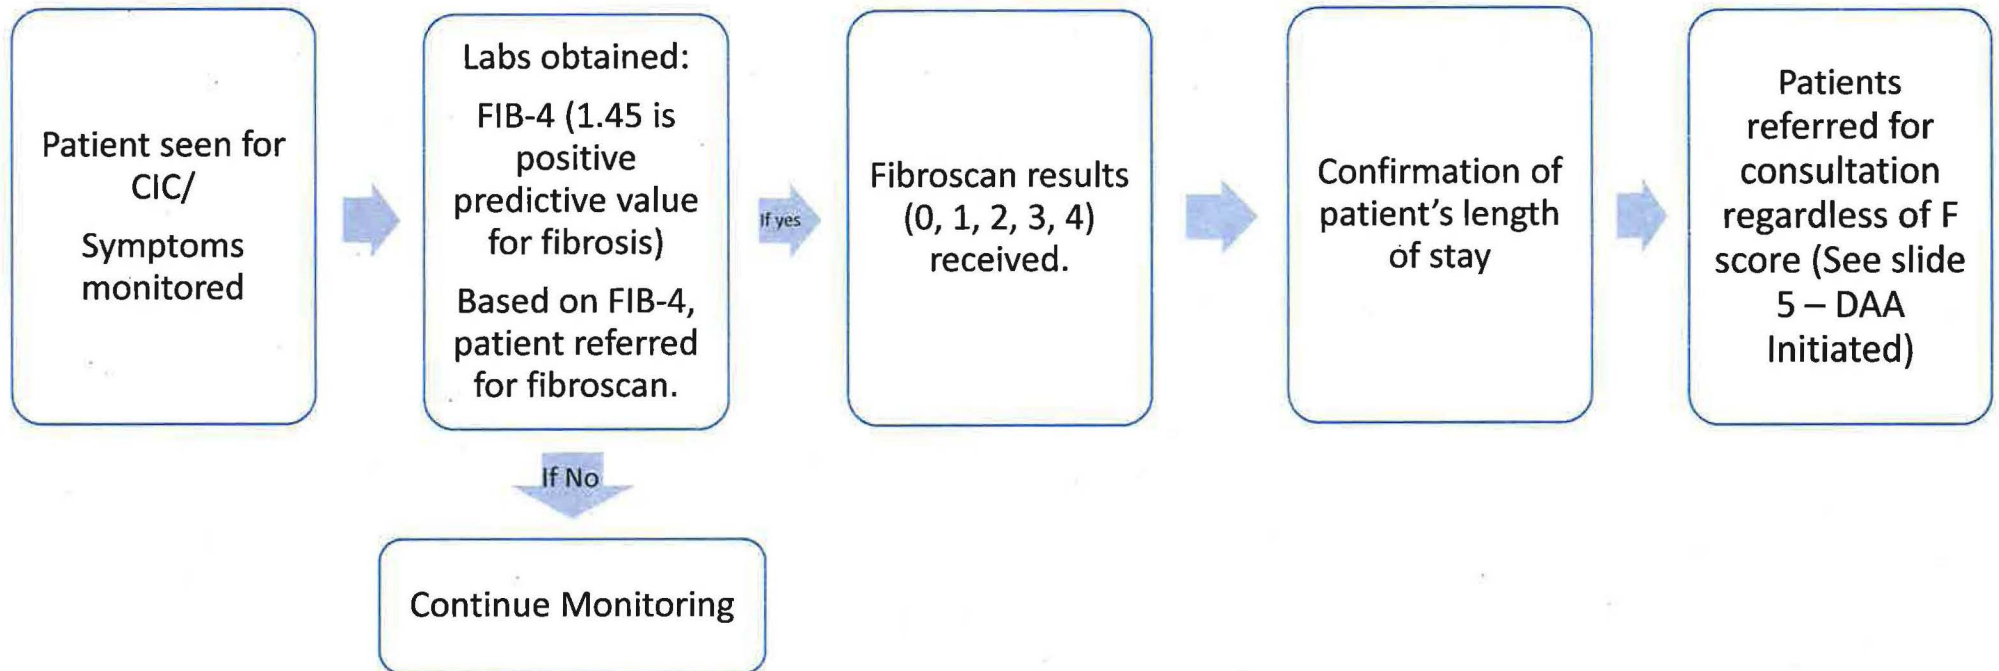 Patient seen for
CIC/
Symptoms
monitored
Labs obtained:
FIB-4 (1.45 is
positive
predictive value
for fibrosis)
Based on FIB-4,
patient referred
for fibroscan.
If yes
Fibroscan results
(0, 1, 2, 3, 4)
received.
Confirmation of
patient's length
of stay
Patients
referred for
consultation
regardless of F
score (See slide
5 – DAA
Initiated)
If No
Continue Monitoring